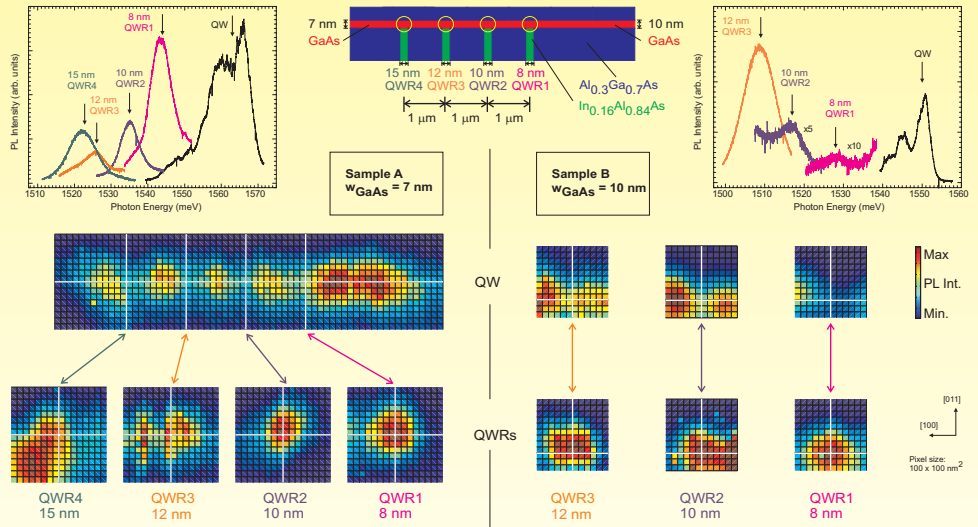 8 nm
QWR1
QW
15 nm
QWR4
12 nm
QWR3
10 nm
QWR2
PL Intensity (arb. units)
1510 1520 1530 1540 1550 1560 1570
Photon Energy (meV)
7 nm
GaAs
10 nm
GaAs
15 nm
QWR4
12 nm
QWR3
10 nm
QWR2
8 nm
QWR1
Al0.3Ga0.7As
In0.16Al0.84As
1 μm
1 μm
1 μm
12 nm
QWR3
10 nm
QWR2
x5
8 nm
QWR1
x10
QW
PL Intensity (arb. units)
1500 1510 1520 1530 1540 1550 1560
Photon Energy (meV)
Sample A
wGaAs = 7 nm
Sample B
wGaAs = 10 nm
QW
Max
PL Int.
Min.
QWRs
[011]
[100]
Pixel size:
100 x 100 nm2
QWR4
15 nm
QWR3
12 nm
QWR2
10 nm
QWR1
8 nm
QWR3
12 nm
QWR2
10 nm
QWR1
8 nm